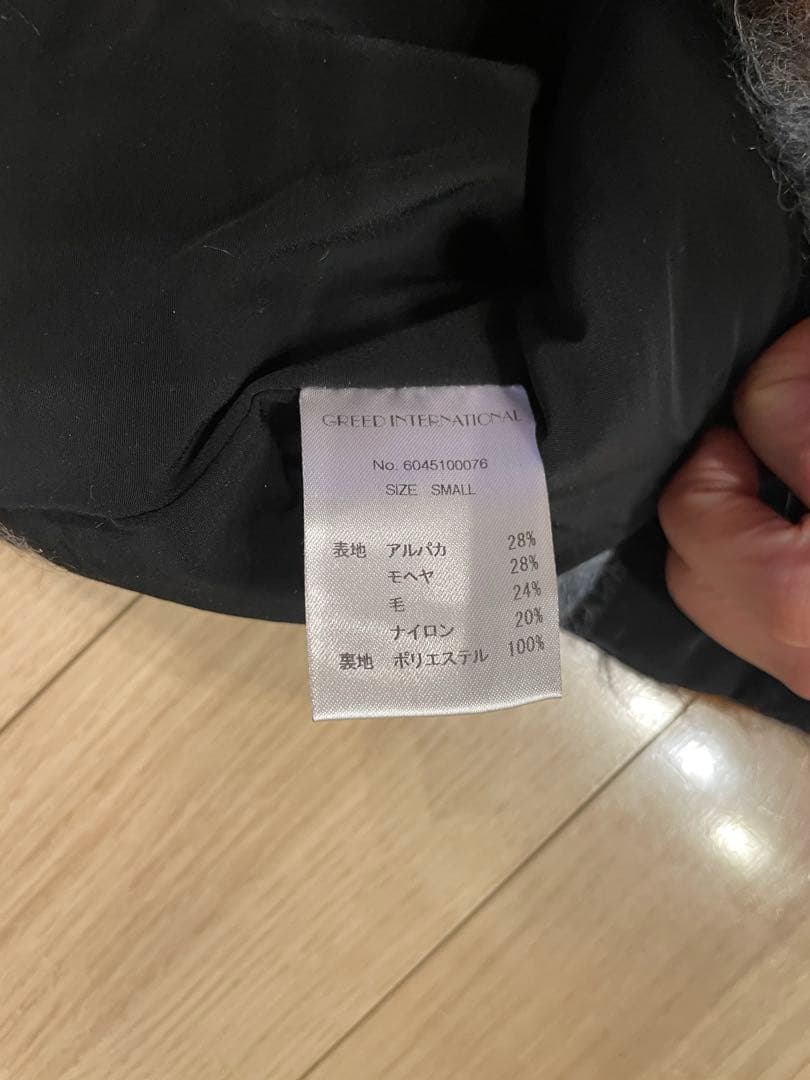 GREED INTERNATIONAL
No. 6045100076
SIZE SMALL
表地 アルパカ 28%
モヘヤ 28%
毛 24%
ナイロン 20%
裏地 ポリエステル 100%